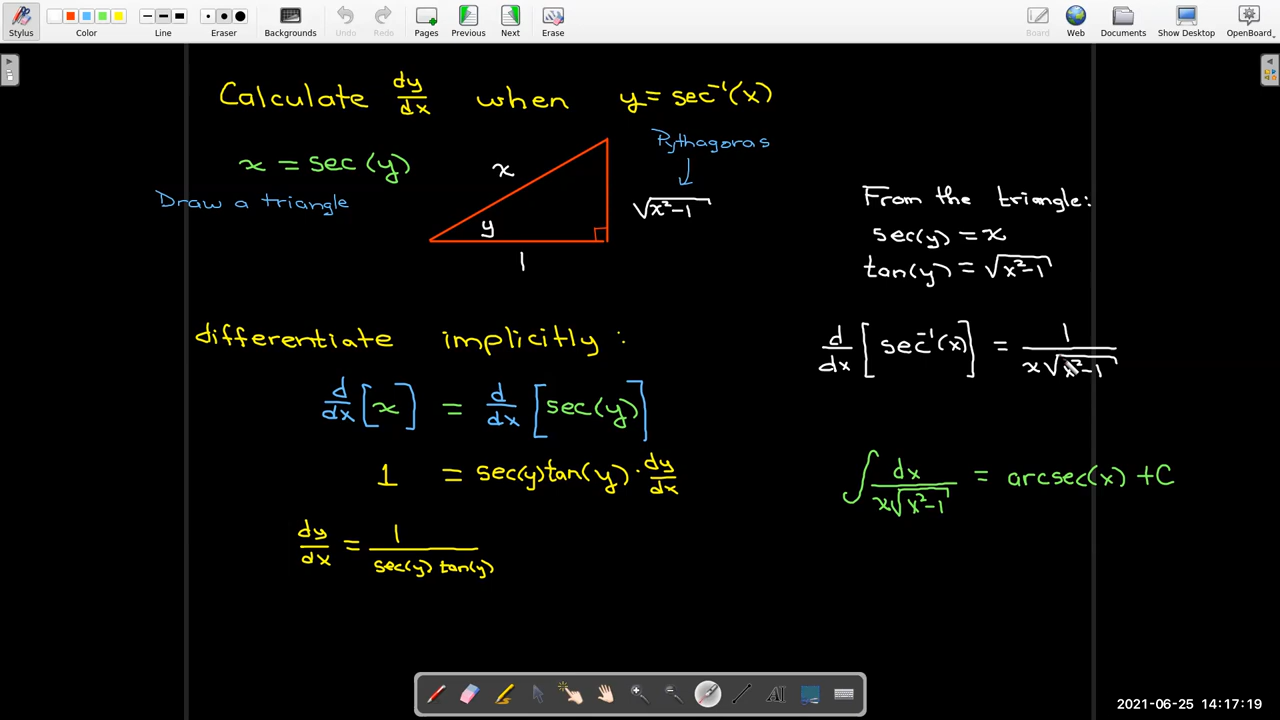 Stylus Color Line Eraser Backgrounds Undo Redo Pages Previous Next Erase Board Web Documents Show Desktop OpenBoard
Calculate dy/dx when y = sec⁻¹(x)
x = sec(y)
Draw a triangle
x
y
1
Pythagoras
↓
√(x²-1)
differentiate implicitly :
d/dx [x] = d/dx [sec(y)]
1 = sec(y)tan(y) · dy/dx
dy/dx = 1/(sec(y) tan(y))
From the triangle:
sec(y) = x
tan(y) = √(x²-1)
d/dx [sec⁻¹(x)] = 1/(x√(x²-1))
∫ dx/(x√(x²-1)) = arcsec(x) + C
2021-06-25 14:17:19